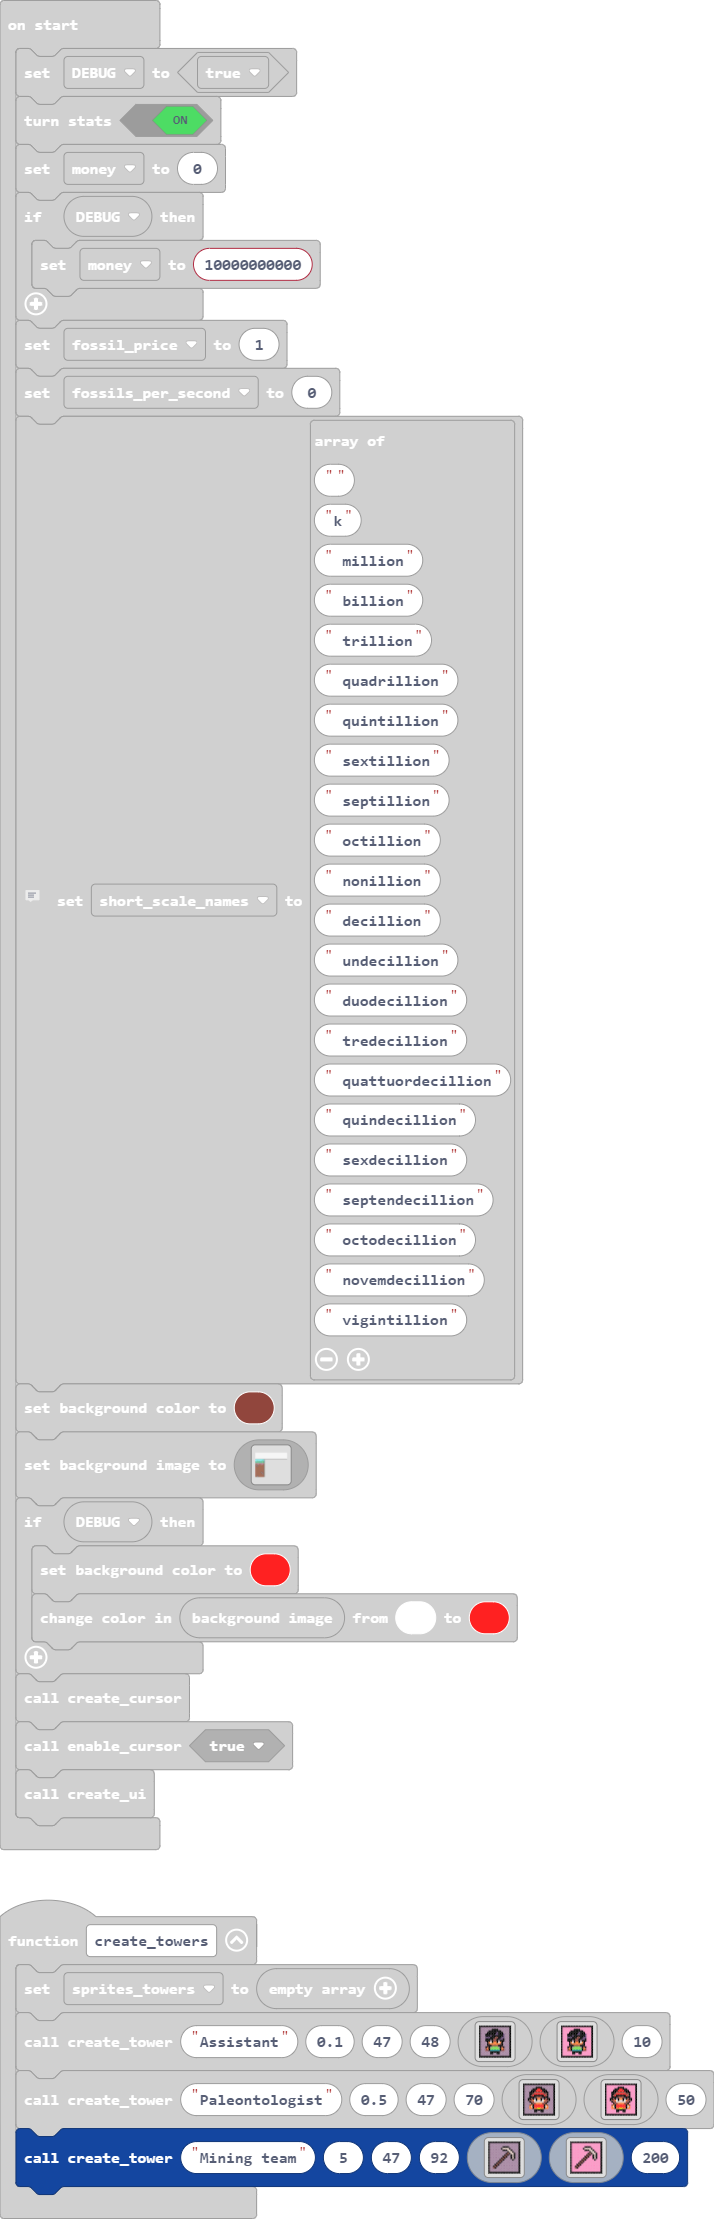 on start
set DEBUG to true
turn stats ON
set money to 0
if DEBUG then
set money to 10000000000
set fossil_price to 1
set fossils_per_second to 0
array of
" "
"k"
" million"
" billion"
" trillion"
" quadrillion"
" quintillion"
" sextillion"
" septillion"
" octillion"
" nonillion"
set short_scale_names to
" decillion"
" undecillion"
" duodecillion"
" tredecillion"
" quattuordecillion"
" quindecillion"
" sexdecillion"
" septendecillion"
" octodecillion"
" novemdecillion"
" vigintillion"
set background color to
set background image to
if DEBUG then
set background color to
change color in background image from to
call create_cursor
call enable_cursor true
call create_ui
function create_towers
set sprites_towers to empty array
call create_tower "Assistant" 0.1 47 48 10
call create_tower "Paleontologist" 0.5 47 70 50
call create_tower "Mining team" 5 47 92 200